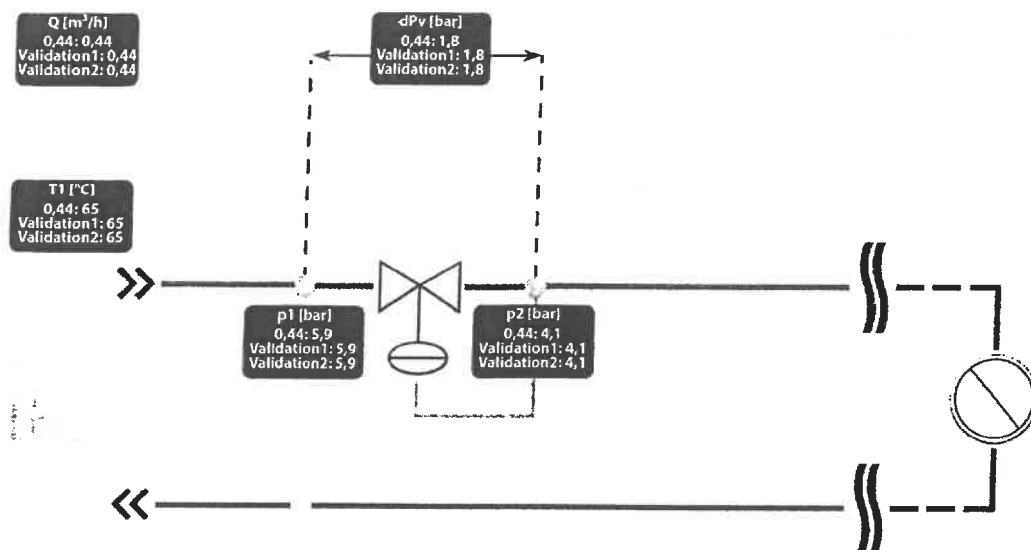 Q [m³/h]
0,44: 0,44
Validation1: 0,44
Validation2: 0,44
dPv [bar]
0,44: 1,8
Validation1: 1,8
Validation2: 1,8
T1 [°C]
0,44: 65
Validation1: 65
Validation2: 65
p1 [bar]
0,44: 5,9
Validation1: 5,9
Validation2: 5,9
p2 [bar]
0,44: 4,1
Validation1: 4,1
Validation2: 4,1